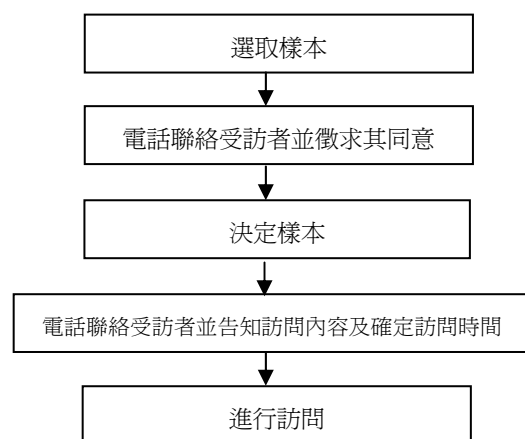 選取樣本
電話聯絡受訪者並徵求其同意
決定樣本
電話聯絡受訪者並告知訪問內容及確定訪問時間
進行訪問